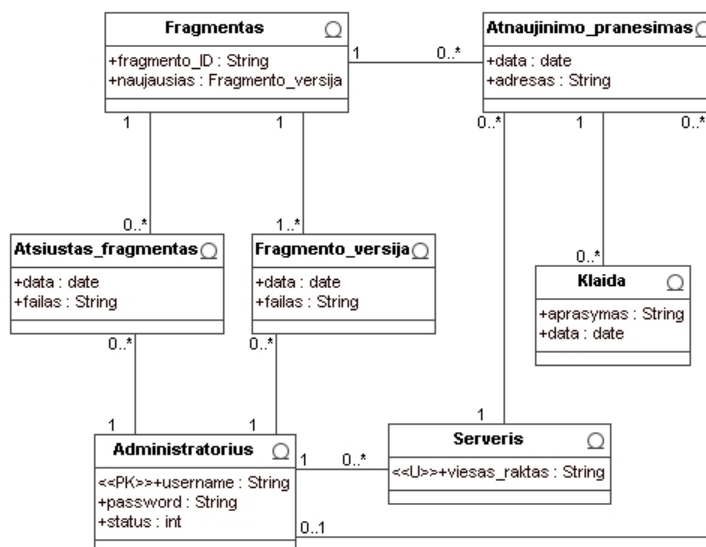 Fragmentas
+fragmento_ID : String
+naujausias : Fragmento_versija
1
0..*
Atnaujinimo_pranesimas
+data : date
+adresas : String
1
1
0..*
1
0..*
0..*
1..*
Atsiustas_fragmentas
+data : date
+failas : String
Fragmento_versija
+data : date
+failas : String
0..*
Klaida
+aprasymas : String
+data : date
0..*
0..*
1
1
1
Administratorius
<<PK>>+username : String
+password : String
+status : int
1
0..*
Serveris
<<U>>+viesas_raktas : String
0..1